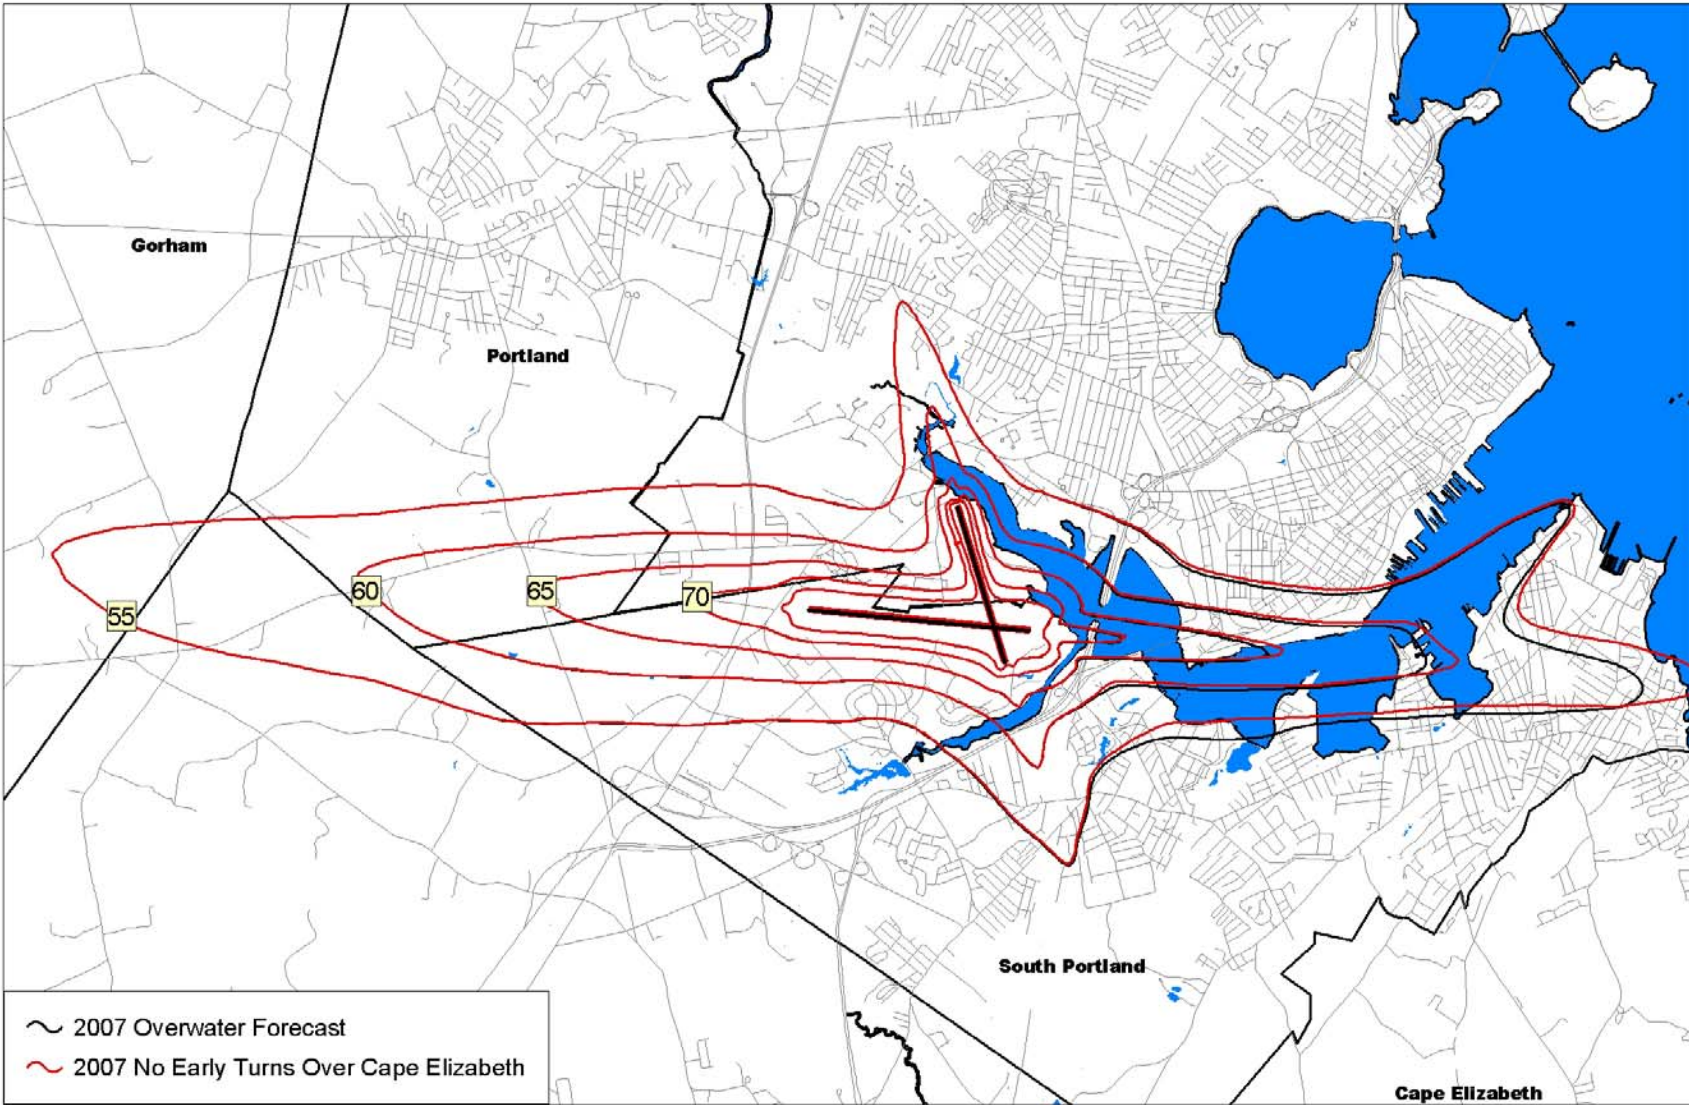 Gorham
Portland
55
60
65
70
South Portland
Cape Elizabeth
2007 Overwater Forecast
2007 No Early Turns Over Cape Elizabeth